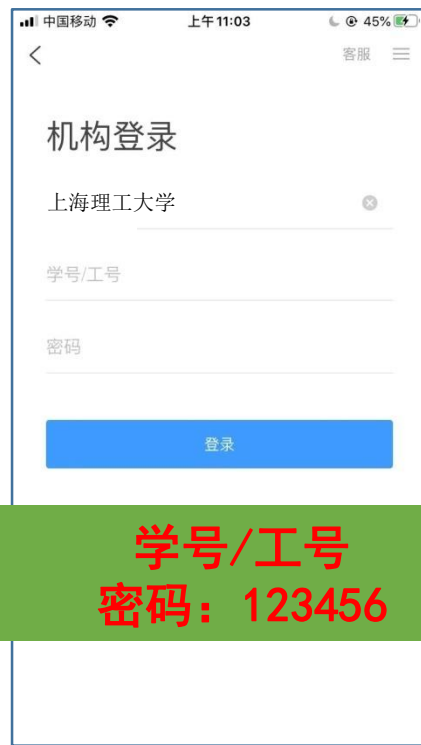 中国移动 上午11:03 45%
客服
机构登录
上海理工大学
学号/工号
密码
登录
学号/工号
密码：123456